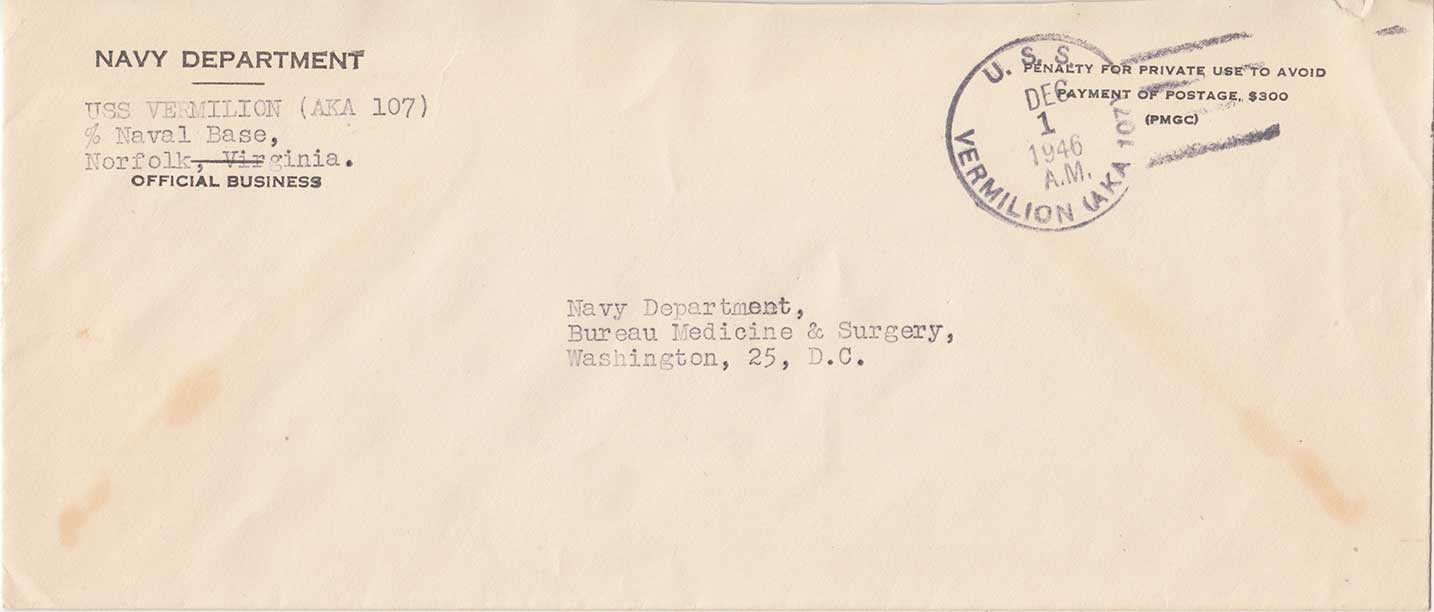 NAVY DEPARTMENT
USS VERMILION (AKA 107)
% Naval Base,
Norfolk, Virginia.
OFFICIAL BUSINESS
U. S. S.
DEC
1
1946
A.M.
VERMILION (AKA 107)
PENALTY FOR PRIVATE USE TO AVOID
PAYMENT OF POSTAGE, $300
(PMGC)
Navy Department,
Bureau Medicine & Surgery,
Washington, 25, D.C.